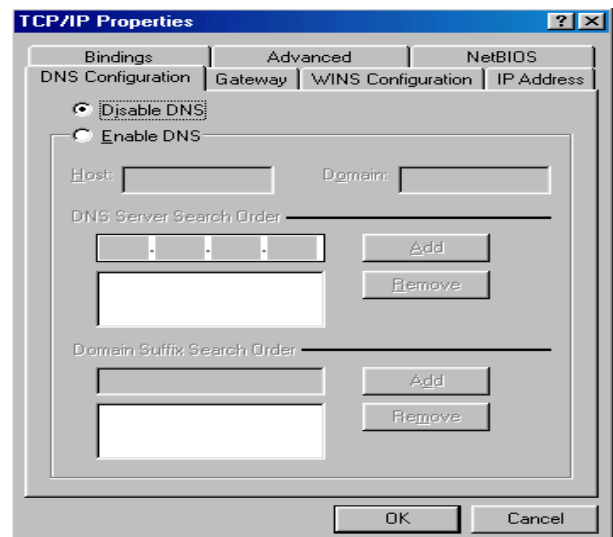 TCP/IP Properties
Bindings Advanced NetBIOS
DNS Configuration Gateway WINS Configuration IP Address
Disable DNS
Enable DNS
Host: Domain:
DNS Server Search Order
Add
Remove
Domain Suffix Search Order
Add
Remove
OK Cancel